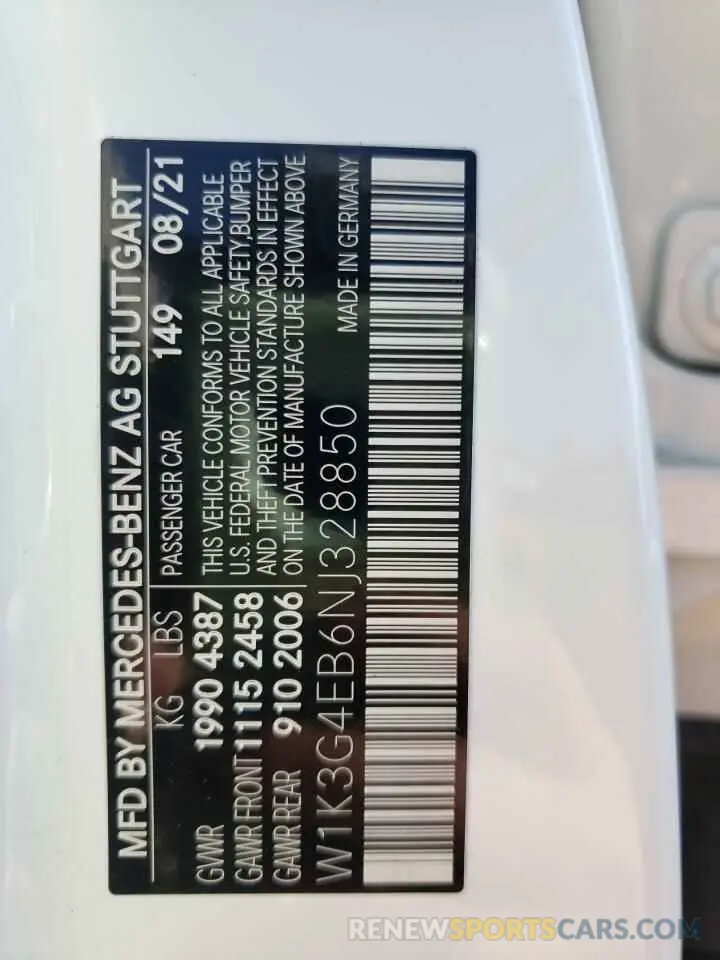 MFD BY MERCEDES-BENZ AG STUTTGART
KG LBS PASSENGER CAR 149 08/21
GVWR 1990 4387 THIS VEHICLE CONFORMS TO ALL APPLICABLE
GAWR FRONT 1115 2458 U.S. FEDERAL MOTOR VEHICLE SAFETY,BUMPER
GAWR REAR 910 2006 AND THEFT PREVENTION STANDARDS IN EFFECT
ON THE DATE OF MANUFACTURE SHOWN ABOVE.
W1K3G4EB6NJ328850 MADE IN GERMANY
RENEWSPORTSCARS.COM